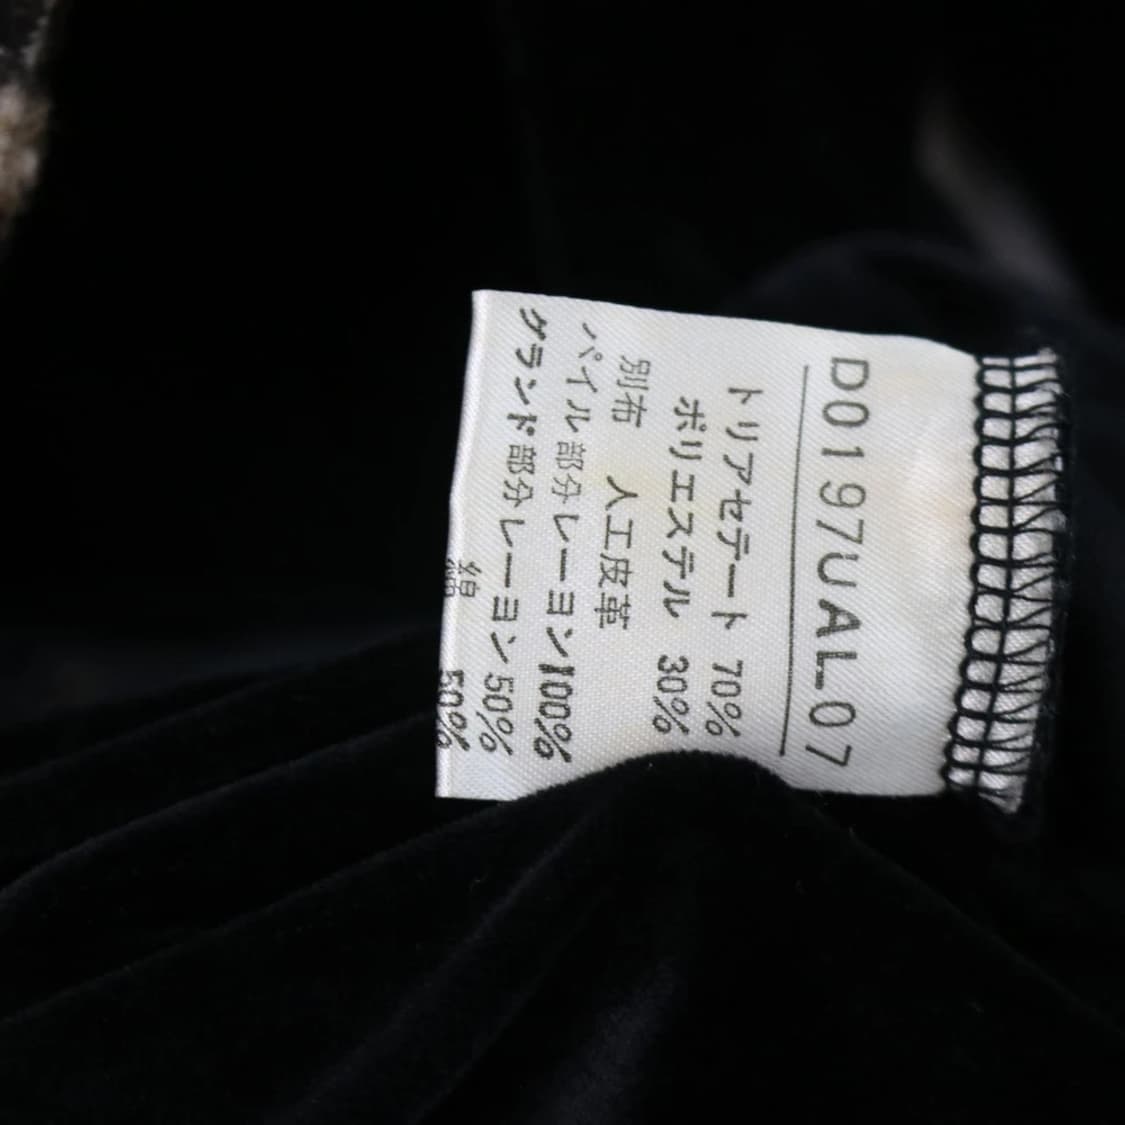 D0197UAL07
トリアセテート 70%
ポリエステル 30%
別布 人工皮革
パイル部分レーヨン100%
グランド部分レーヨン50%
綿 50%